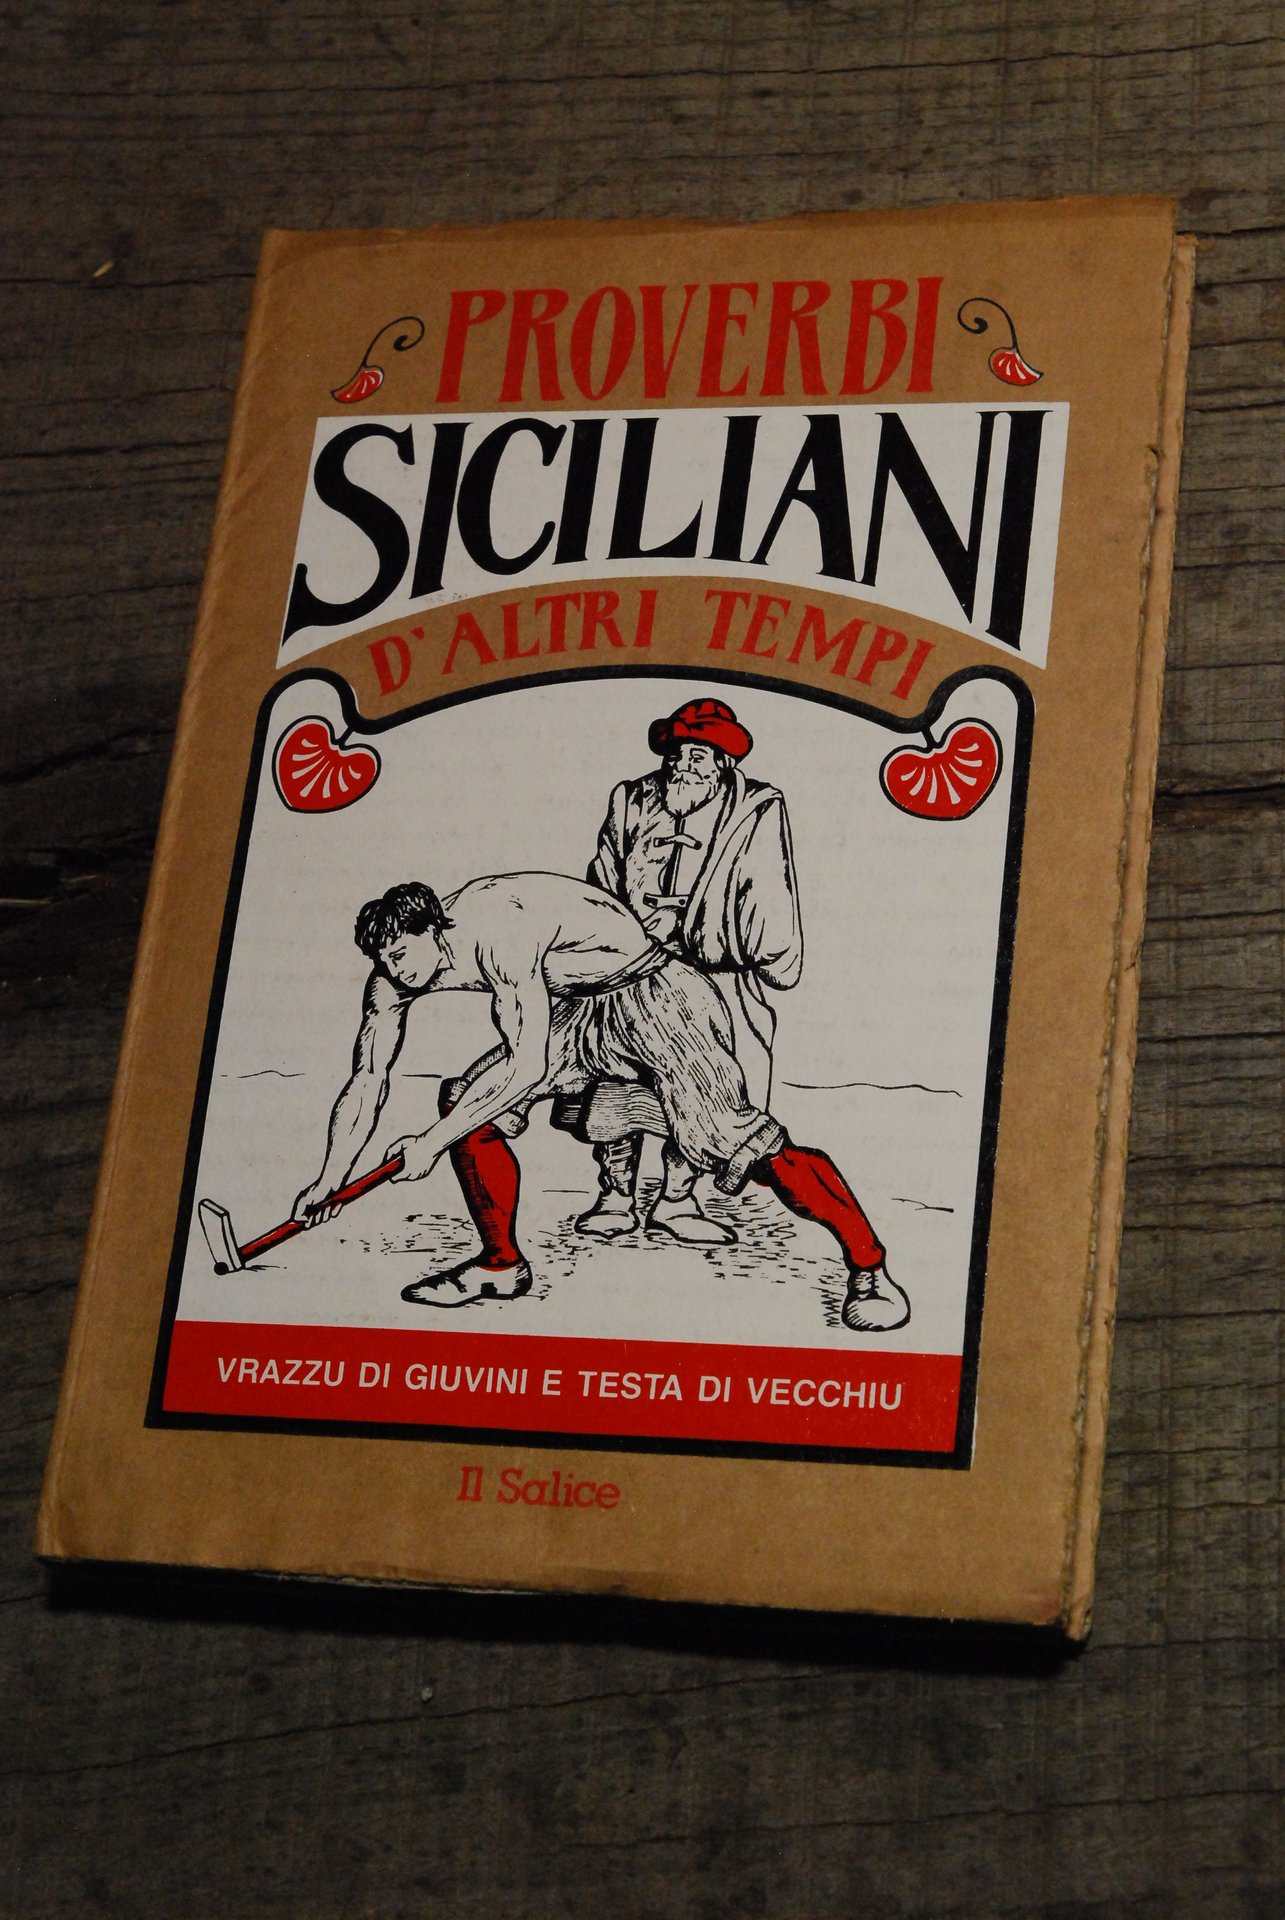 PROVERBI
SICILIANI
D'ALTRI TEMPI
VRAZZU DI GIUVINI E TESTA DI VECCHIU
Il Salice